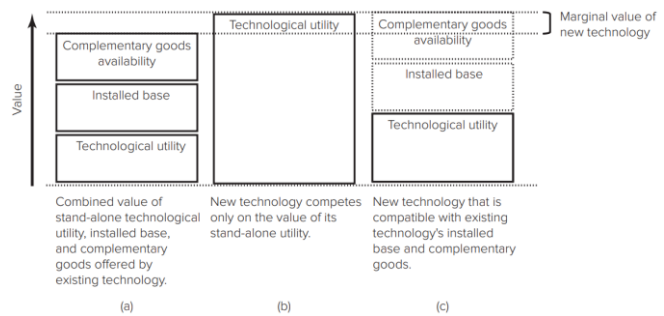 Value
Complementary goods
availability
Installed base
Technological utility
Combined value of
stand-alone technological
utility, installed base,
and complementary
goods offered by
existing technology.
(a)
Technological utility
New technology competes
only on the value of its
stand-alone utility.
(b)
Complementary goods
availability
Installed base
Technological utility
New technology that is
compatible with existing
technology's installed
base and complementary
goods.
(c)
Marginal value of
new technology